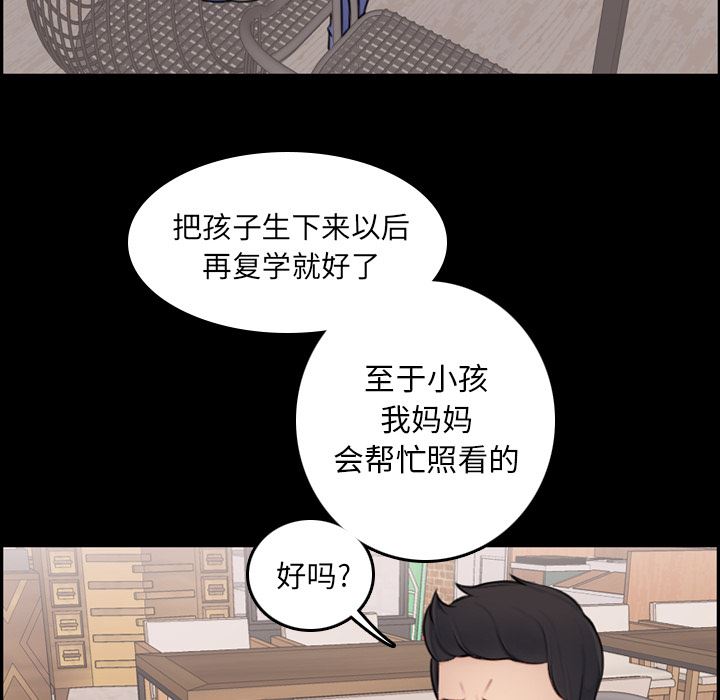 把孩子生下来以后
再复学就好了
至于小孩
我妈妈
会帮忙照看的
好吗?